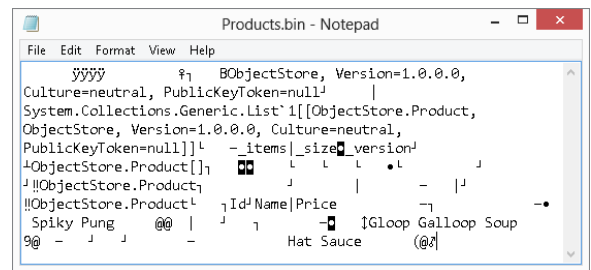 Products.bin - Notepad
File Edit Format View Help
ÿÿÿÿ ♀┐ BObjectStore, Version=1.0.0.0,
Culture=neutral, PublicKeyToken=null┘ |
System.Collections.Generic.List`1[[ObjectStore.Product,
ObjectStore, Version=1.0.0.0, Culture=neutral,
PublicKeyToken=null]]└ –_items|_size◘_version┘
┴ObjectStore.Product[]┐ ◘◘ └ └ └ •└ ┘
┘‼ObjectStore.Product┐ ┘ | – |┘
‼ObjectStore.Product└ ┐Id┘Name|Price –┐ –•
Spiky Pung @@ | ┘ ┐ –◘ ↕Gloop Galloop Soup
9@ – ┘ ┘ – Hat Sauce (@♪